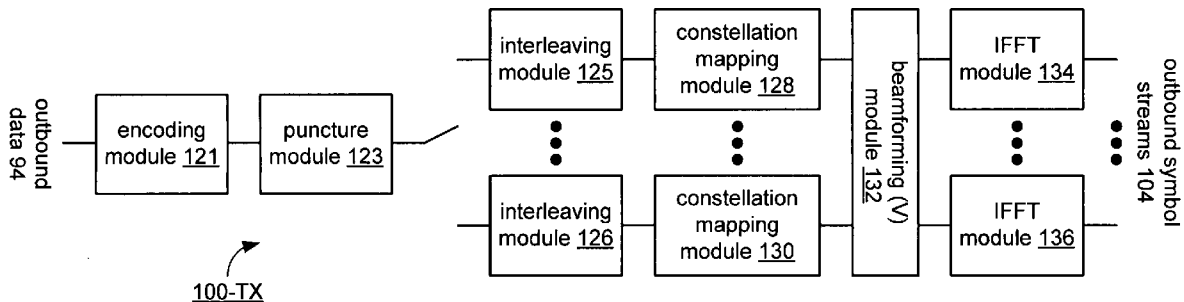 outbound
data 94
encoding
module 121
puncture
module 123
interleaving
module 125
constellation
mapping
module 128
beamforming (V)
module 132
IFFT
module 134
outbound symbol
streams 104
interleaving
module 126
constellation
mapping
module 130
IFFT
module 136
100-TX